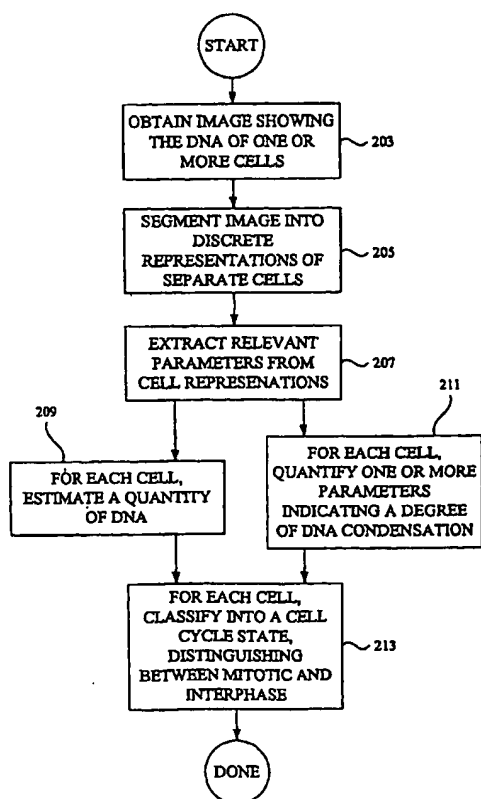 START
OBTAIN IMAGE SHOWING
THE DNA OF ONE OR
MORE CELLS
203
SEGMENT IMAGE INTO
DISCRETE
REPRESENTATIONS OF
SEPARATE CELLS
205
EXTRACT RELEVANT
PARAMETERS FROM
CELL REPRESENATIONS
207
209
FOR EACH CELL,
ESTIMATE A QUANTITY
OF DNA
211
FOR EACH CELL,
QUANTIFY ONE OR MORE
PARAMETERS
INDICATING A DEGREE
OF DNA CONDENSATION
FOR EACH CELL,
CLASSIFY INTO A CELL
CYCLE STATE,
DISTINGUISHING
BETWEEN MITOTIC AND
INTERPHASE
213
DONE